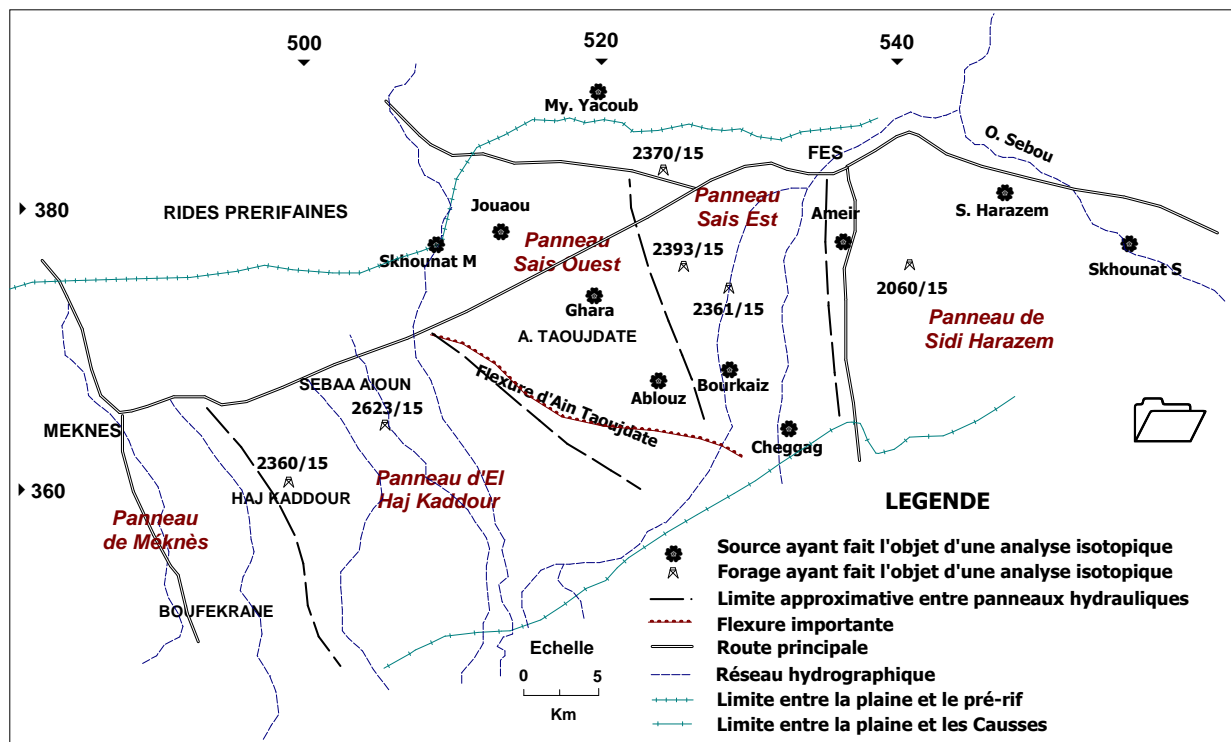 500
520
540
My. Yacoub
O. Sebou
2370/15
FES
380
RIDES PRERIFAINES
Jouaou
Panneau
Sais Est
Ameir
S. Harazem
Skhounat M
Panneau
Sais Ouest
2393/15
Skhounat S
Ghara
2361/15
2060/15
A. TAOUJDATE
Panneau de
Sidi Harazem
SEBAA AIOUN
Flexure d'Ain Taoujdate
Ablouz
Bourkaiz
2623/15
MEKNES
Cheggag
2360/15
360
HAJ KADDOUR
Panneau d'El
Haj Kaddour
Panneau
de Méknès
BOUFEKRANE
LEGENDE
Source ayant fait l'objet d'une analyse isotopique
Forage ayant fait l'objet d'une analyse isotopique
Limite approximative entre panneaux hydrauliques
Flexure importante
Route principale
Réseau hydrographique
Limite entre la plaine et le pré-rif
Limite entre la plaine et les Causses
Echelle
0 5
Km